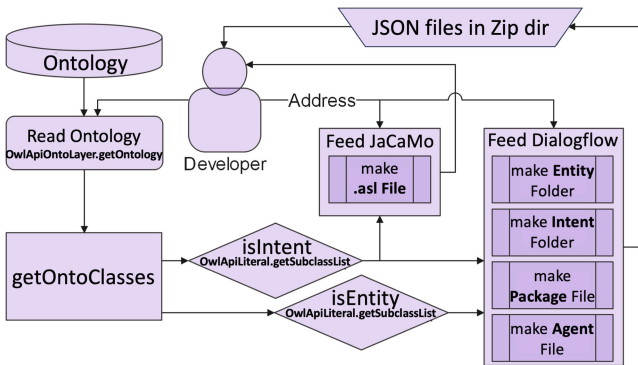 JSON files in Zip dir
Ontology
Address
Read Ontology
OwlApiOntoLayer.getOntology
Developer
Feed JaCaMo
make
.asl File
Feed Dialogflow
make Entity
Folder
make Intent
Folder
make
Package File
make Agent
File
getOntoClasses
isIntent
OwlApiLiteral.getSubclassList
isEntity
OwlApiLiteral.getSubclassList